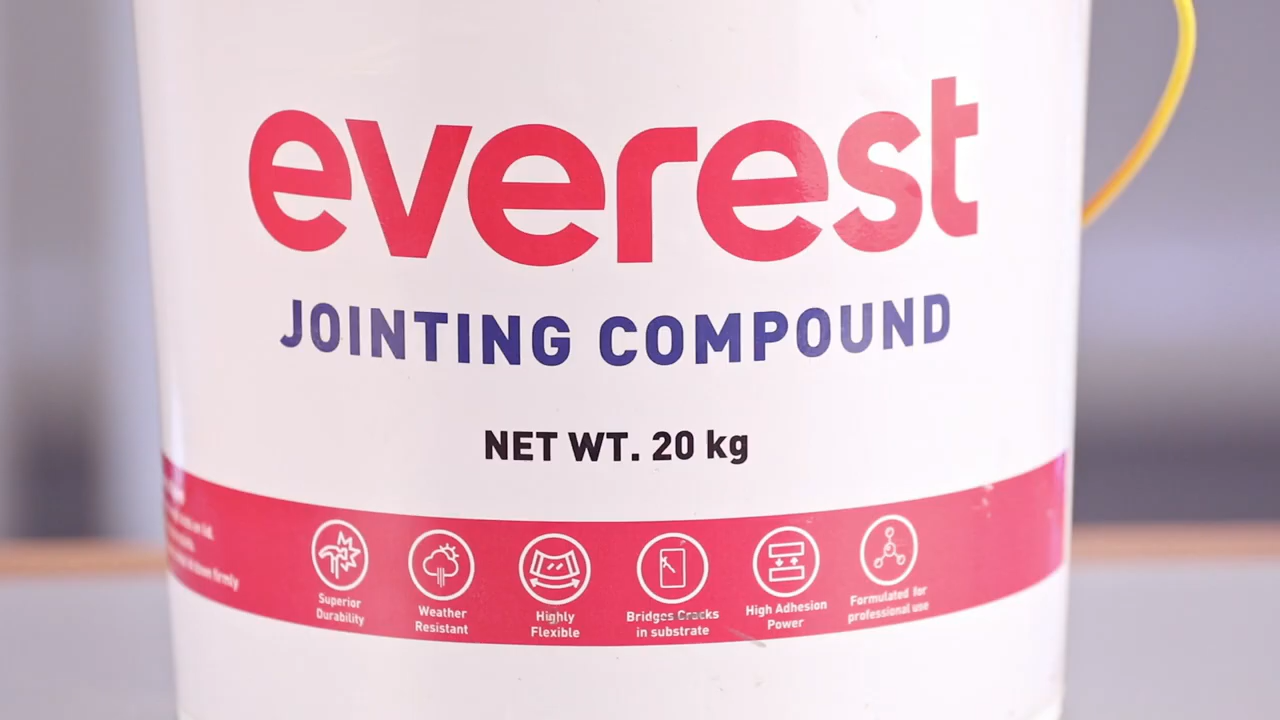 everest
JOINTING COMPOUND
NET WT. 20 kg
Superior
Durability
Weather
Resistant
Highly
Flexible
Bridges Cracks
in substrate
High Adhesion
Power
Formulated for
professional use
firmly